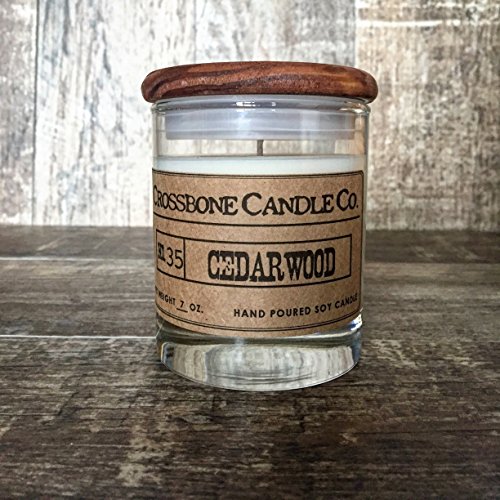 CROSSBONE CANDLE CO.
35
CEDARWOOD
WEIGHT 7 OZ.
HAND POURED SOY CANDLE